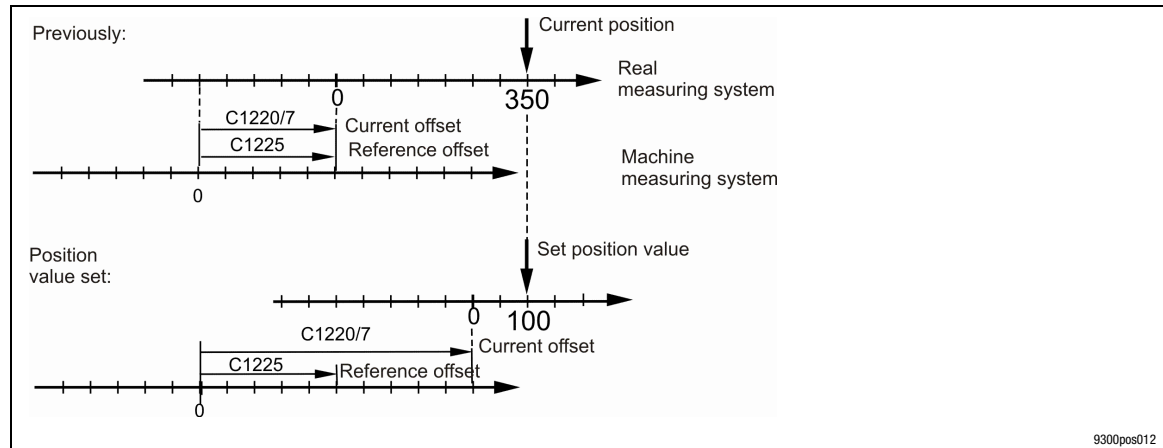 Previously:
Current position
Real
measuring system
0
350
C1220/7
Current offset
C1225
Reference offset
Machine
measuring system
0
Position
value set:
Set position value
0
100
C1220/7
Current offset
C1225
Reference offset
0
9300pos012